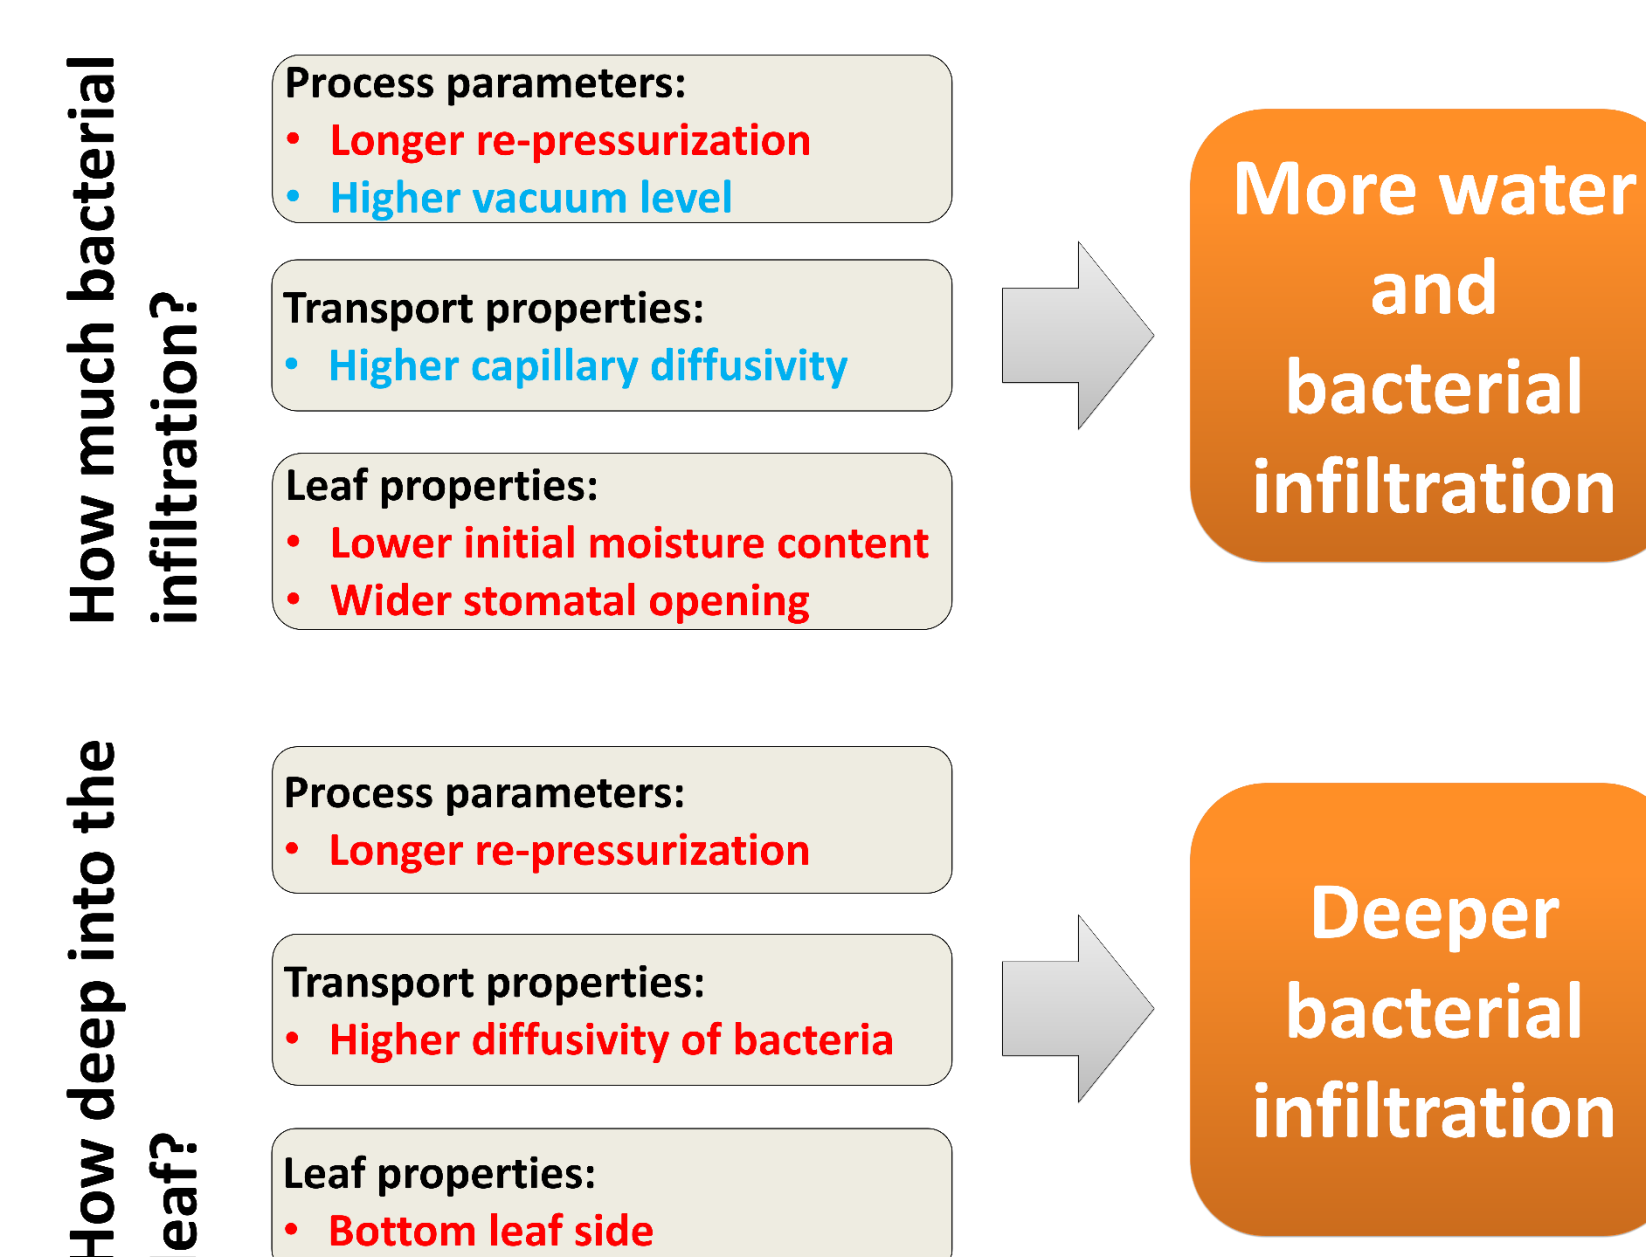 How much bacterial
infiltration?
Process parameters:
• Longer re-pressurization
• Higher vacuum level
Transport properties:
• Higher capillary diffusivity
Leaf properties:
• Lower initial moisture content
• Wider stomatal opening
More water
and
bacterial
infiltration
How deep into the
leaf?
Process parameters:
• Longer re-pressurization
Transport properties:
• Higher diffusivity of bacteria
Leaf properties:
• Bottom leaf side
Deeper
bacterial
infiltration